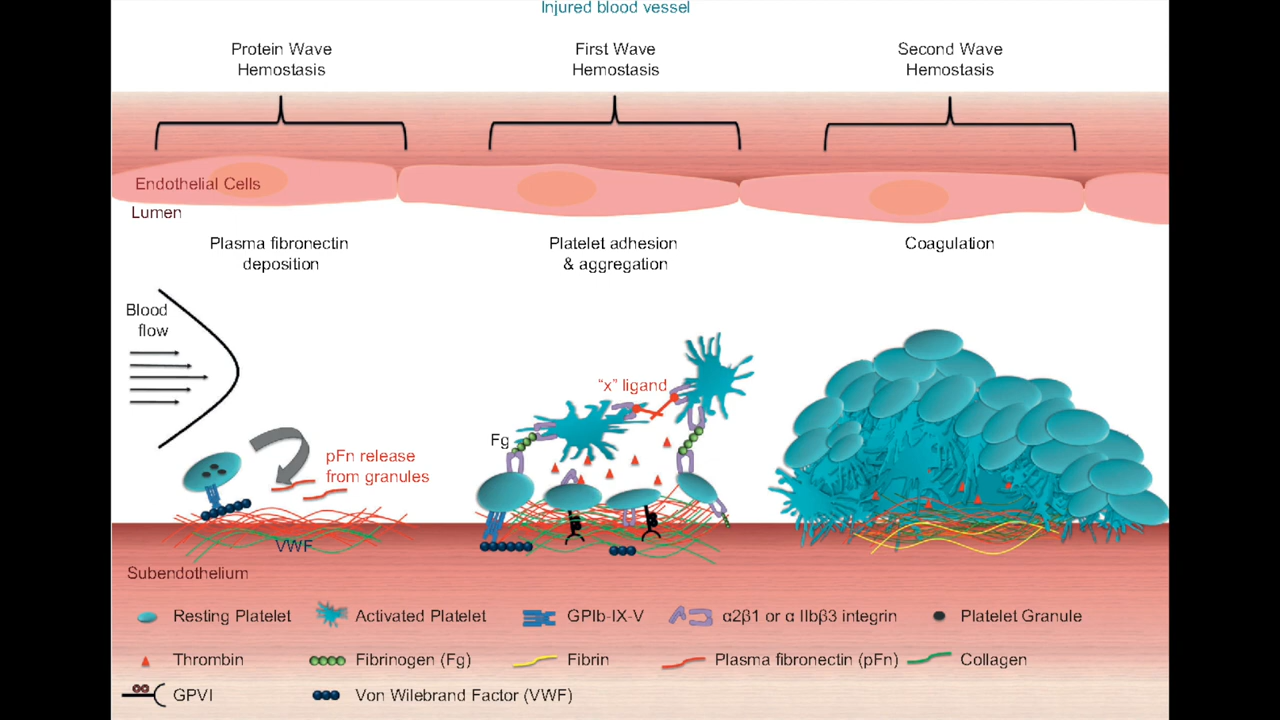 Injured blood vessel
Protein Wave
Hemostasis
First Wave
Hemostasis
Second Wave
Hemostasis
Endothelial Cells
Lumen
Plasma fibronectin
deposition
Platelet adhesion
& aggregation
Coagulation
Blood
flow
"x" ligand
Fg
pFn release
from granules
VWF
Subendothelium
Resting Platelet
Activated Platelet
GPIb-IX-V
α2β1 or α IIbβ3 integrin
Platelet Granule
Thrombin
Fibrinogen (Fg)
Fibrin
Plasma fibronectin (pFn)
Collagen
GPVI
Von Wilebrand Factor (VWF)